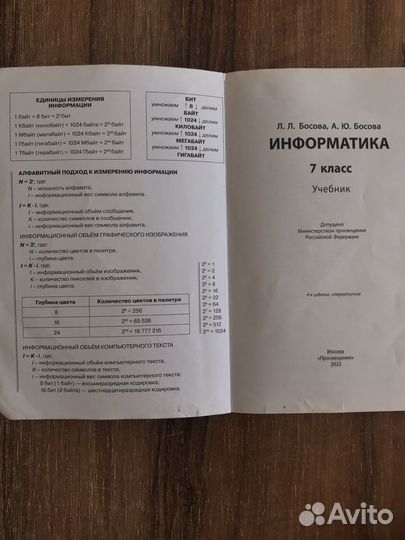 ЕДИНИЦЫ ИЗМЕРЕНИЯ
ИНФОРМАЦИИ
1 байт = 8 бит = 2³ бит
1 Кбайт (килобайт) = 1024 байта = 2¹⁰ байт
1 Мбайт (мегабайт) = 1024 Кбайт = 2²⁰ байт
1 Гбайт (гигабайт) = 1024 Мбайт = 2³⁰ байт
1 Тбайт (терабайт) = 1024 Гбайт = 2⁴⁰ байт
БИТ
умножаем ↑ 8 ↓ делим
БАЙТ
умножаем ↑ 1024 ↓ делим
КИЛОБАЙТ
умножаем ↑ 1024 ↓ делим
МЕГАБАЙТ
умножаем ↑ 1024 ↓ делим
ГИГАБАЙТ
АЛФАВИТНЫЙ ПОДХОД К ИЗМЕРЕНИЮ ИНФОРМАЦИИ
N = 2ⁱ, где:
N – мощность алфавита,
i – информационный вес символа алфавита.
I = K · i, где:
I – информационный объём сообщения,
K – количество символов в сообщении,
i – информационный вес символа алфавита.
ИНФОРМАЦИОННЫЙ ОБЪЁМ ГРАФИЧЕСКОГО ИЗОБРАЖЕНИЯ
N = 2ⁱ, где:
N – количество цветов в палитре,
i – глубина цвета.
I = K · i, где:
I – информационный объём изображения,
K – количество пикселей в изображении,
i – глубина цвета.
2⁰ = 1
2¹ = 2
2² = 4
2³ = 8
2⁴ = 16
2⁵ = 32
2⁶ = 64
2⁷ = 128
2⁸ = 256
2⁹ = 512
2¹⁰ = 1024
Глубина цвета Количество цветов в палитре
8 2⁸ = 256
16 2¹⁶ = 65 536
24 2²⁴ = 16 777 216
ИНФОРМАЦИОННЫЙ ОБЪЁМ КОМПЬЮТЕРНОГО ТЕКСТА
I = K · i, где:
I – информационный объём компьютерного текста,
K – количество символов в тексте,
i – информационный вес символа компьютерного текста:
8 бит (1 байт) – восьмиразрядная кодировка;
16 бит (2 байта) – шестнадцатиразрядная кодировка.
Л. Л. Босова, А. Ю. Босова
ИНФОРМАТИКА
7 класс
Учебник
Допущено
Министерством просвещения
Российской Федерации
4-е издание, стереотипное
Москва
«Просвещение»
2022
Avito